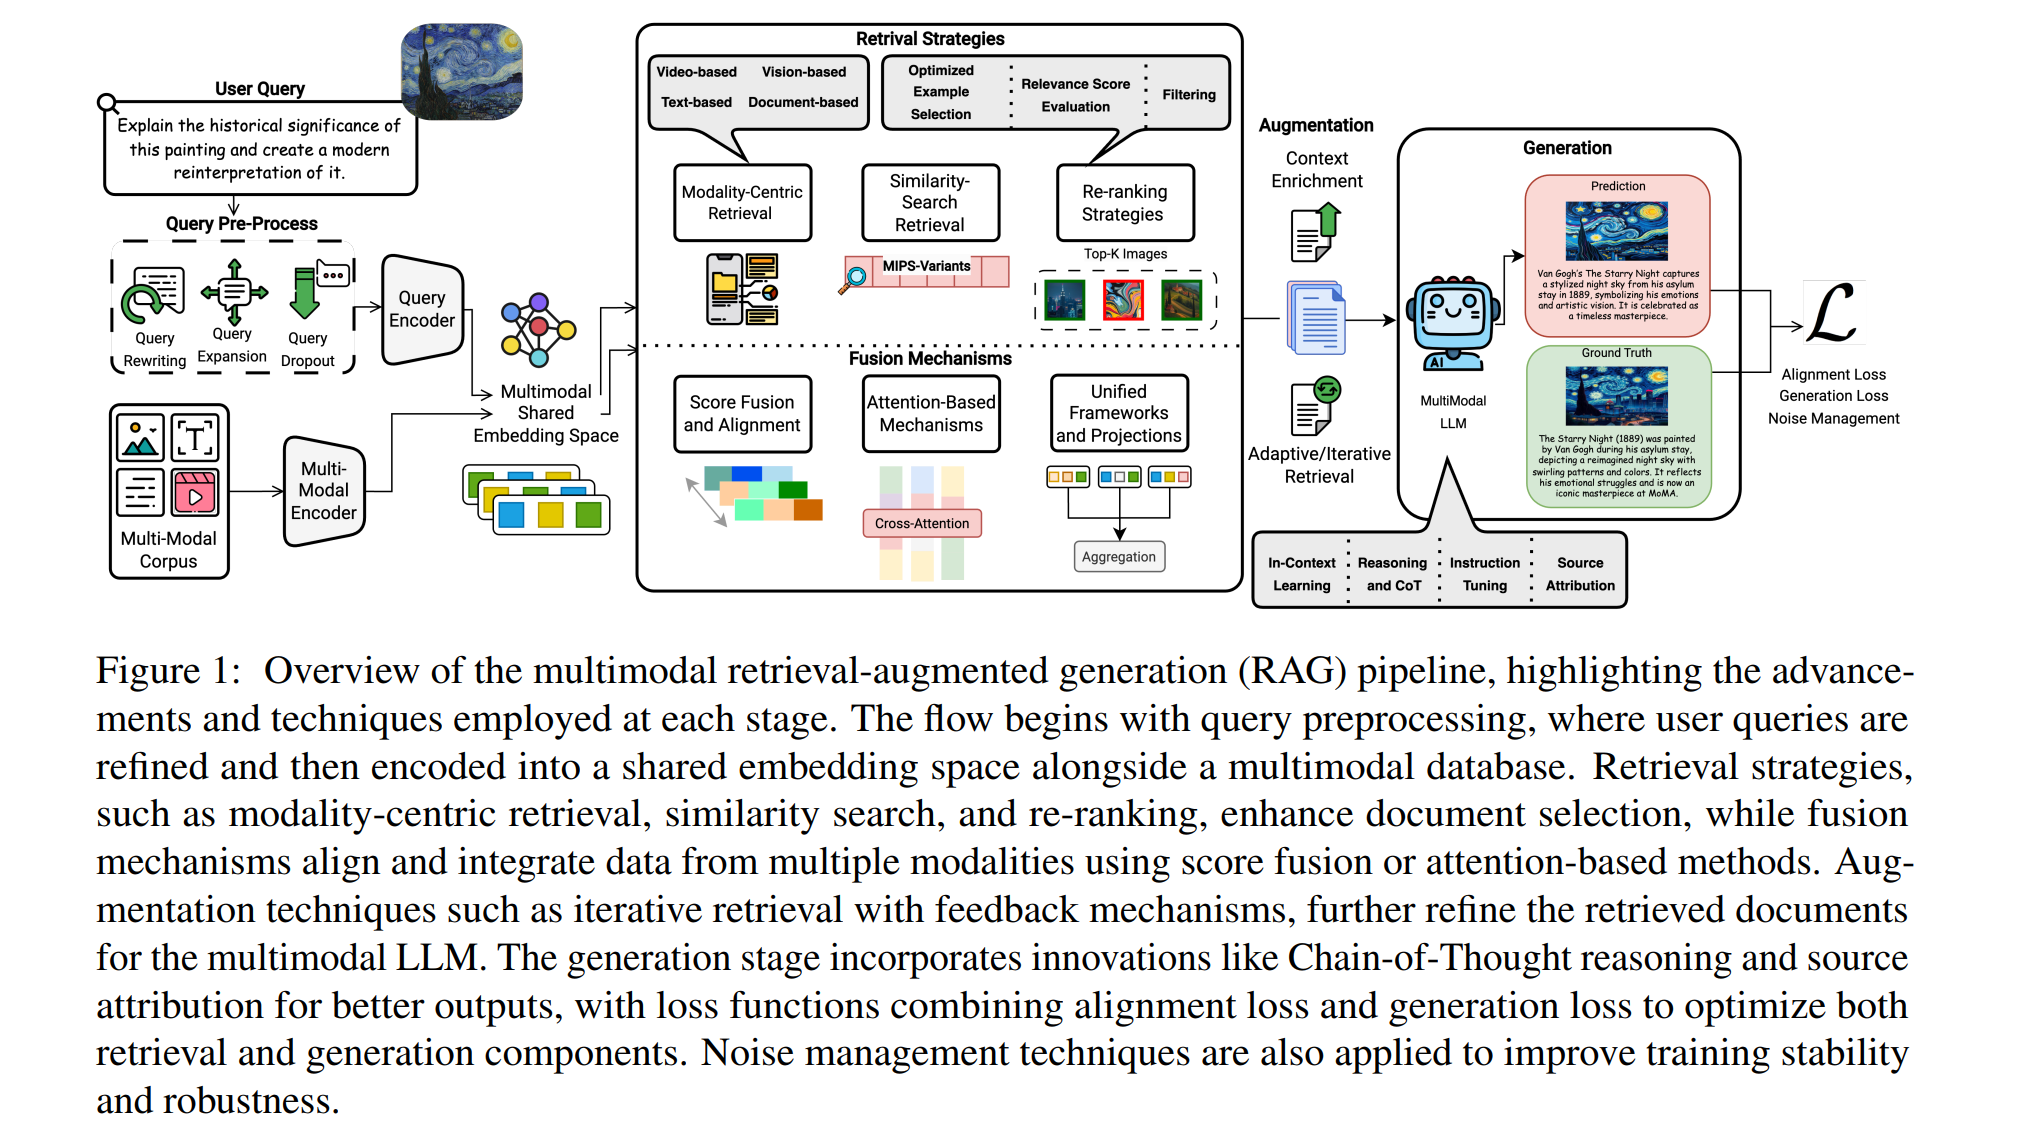 User Query
Explain the historical significance of
this painting and create a modern
reinterpretation of it.
Query Pre-Process
Query
Rewriting
Query
Expansion
Query
Dropout
Query
Encoder
Multi-Modal
Corpus
Multi-
Modal
Encoder
Multimodal
Shared
Embedding Space
Retrival Strategies
Video-based
Vision-based
Text-based
Document-based
Optimized
Example
Selection
Relevance Score
Evaluation
Filtering
Modality-Centric
Retrieval
Similarity-
Search
Retrieval
Re-ranking
Strategies
MIPS-Variants
Top-K Images
Fusion Mechanisms
Score Fusion
and Alignment
Attention-Based
Mechanisms
Unified
Frameworks
and Projections
Cross-Attention
Aggregation
Augmentation
Context
Enrichment
Adaptive/Iterative
Retrieval
Generation
AI
MultiModal
LLM
Prediction
Van Gogh's The Starry Night captures
a stylized night sky from his asylum
stay in 1889, symbolizing his emotions
and artistic vision. It is celebrated as
a timeless masterpiece.
Ground Truth
The Starry Night (1889) was painted
by Van Gogh during his asylum stay,
depicting a reimagined night sky with
swirling patterns and colors. It reflects
his emotional struggles and is now an
iconic masterpiece at MoMA.
In-Context
Learning
Reasoning
and CoT
Instruction
Tuning
Source
Attribution
ℒ
Alignment Loss
Generation Loss
Noise Management
Figure 1: Overview of the multimodal retrieval-augmented generation (RAG) pipeline, highlighting the advance-
ments and techniques employed at each stage. The flow begins with query preprocessing, where user queries are
refined and then encoded into a shared embedding space alongside a multimodal database. Retrieval strategies,
such as modality-centric retrieval, similarity search, and re-ranking, enhance document selection, while fusion
mechanisms align and integrate data from multiple modalities using score fusion or attention-based methods. Aug-
mentation techniques such as iterative retrieval with feedback mechanisms, further refine the retrieved documents
for the multimodal LLM. The generation stage incorporates innovations like Chain-of-Thought reasoning and source
attribution for better outputs, with loss functions combining alignment loss and generation loss to optimize both
retrieval and generation components. Noise management techniques are also applied to improve training stability
and robustness.